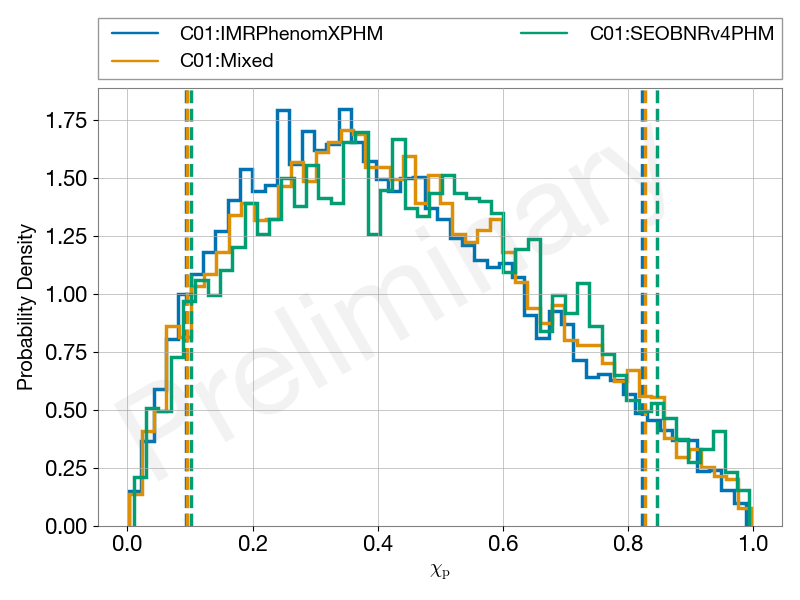 C01:IMRPhenomXPHM
C01:Mixed
C01:SEOBNRv4PHM
Preliminary
Probability Density
1.75
1.50
1.25
1.00
0.75
0.50
0.25
0.00
0.0 0.2 0.4 0.6 0.8 1.0
χp